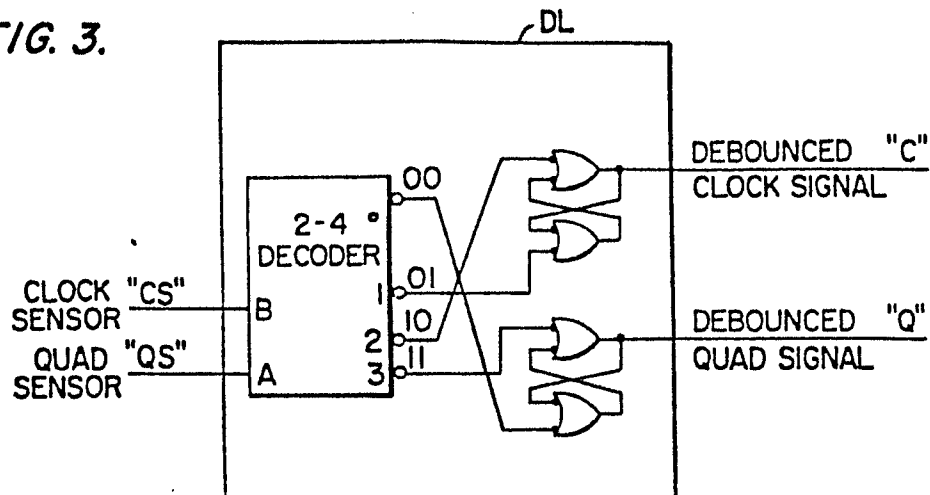 FIG. 3.
DL
00
2-4 0
DECODER
01
1
10
2
11
3
CLOCK "CS"
SENSOR
B
QUAD "QS"
SENSOR
A
DEBOUNCED "C"
CLOCK SIGNAL
DEBOUNCED "Q"
QUAD SIGNAL